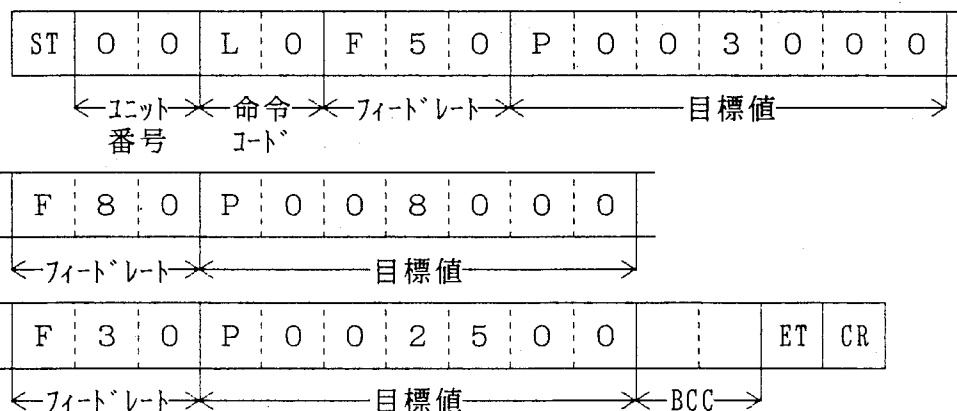 ST 0 0 L 0 F 5 0 P 0 0 3 0 0 0
ユニット番号 命令コード フィードレート 目標値
F 8 0 P 0 0 8 0 0 0
フィードレート 目標値
F 3 0 P 0 0 2 5 0 0 ET CR
フィードレート 目標値 BCC